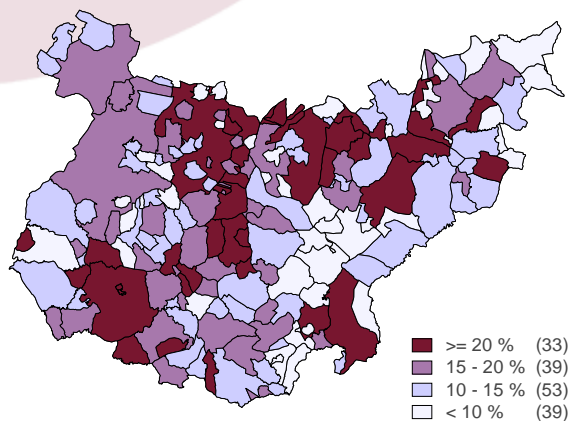 >= 20 % (33)
15 - 20 % (39)
10 - 15 % (53)
< 10 % (39)